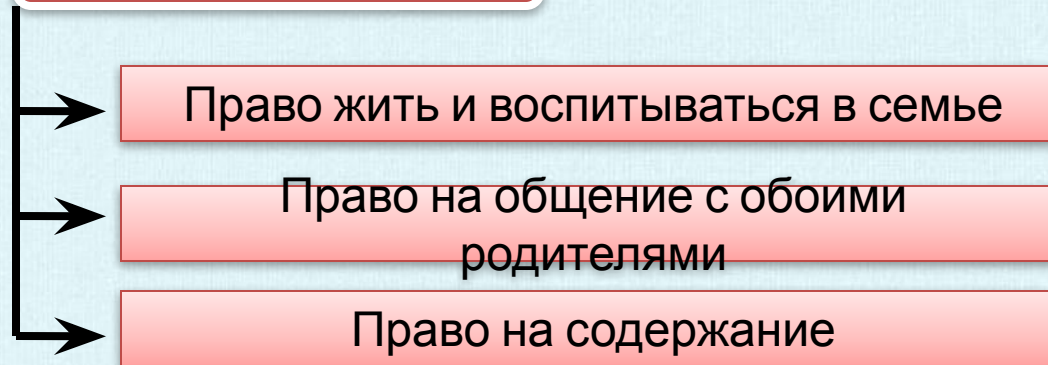 Право жить и воспитываться в семье
Право на общение с обоими
родителями
Право на содержание